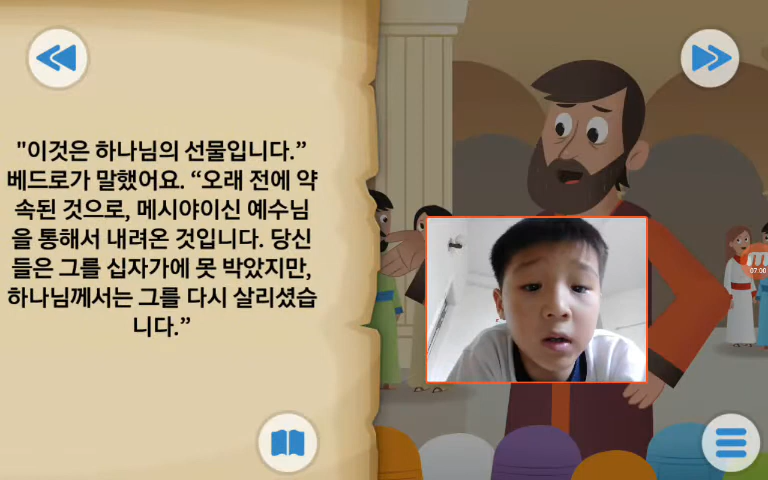 "이것은 하나님의 선물입니다.”
베드로가 말했어요. “오래 전에 약
속된 것으로, 메시야이신 예수님
을 통해서 내려온 것입니다. 당신
들은 그를 십자가에 못 박았지만,
하나님께서는 그를 다시 살리셨습
니다.”
07:00